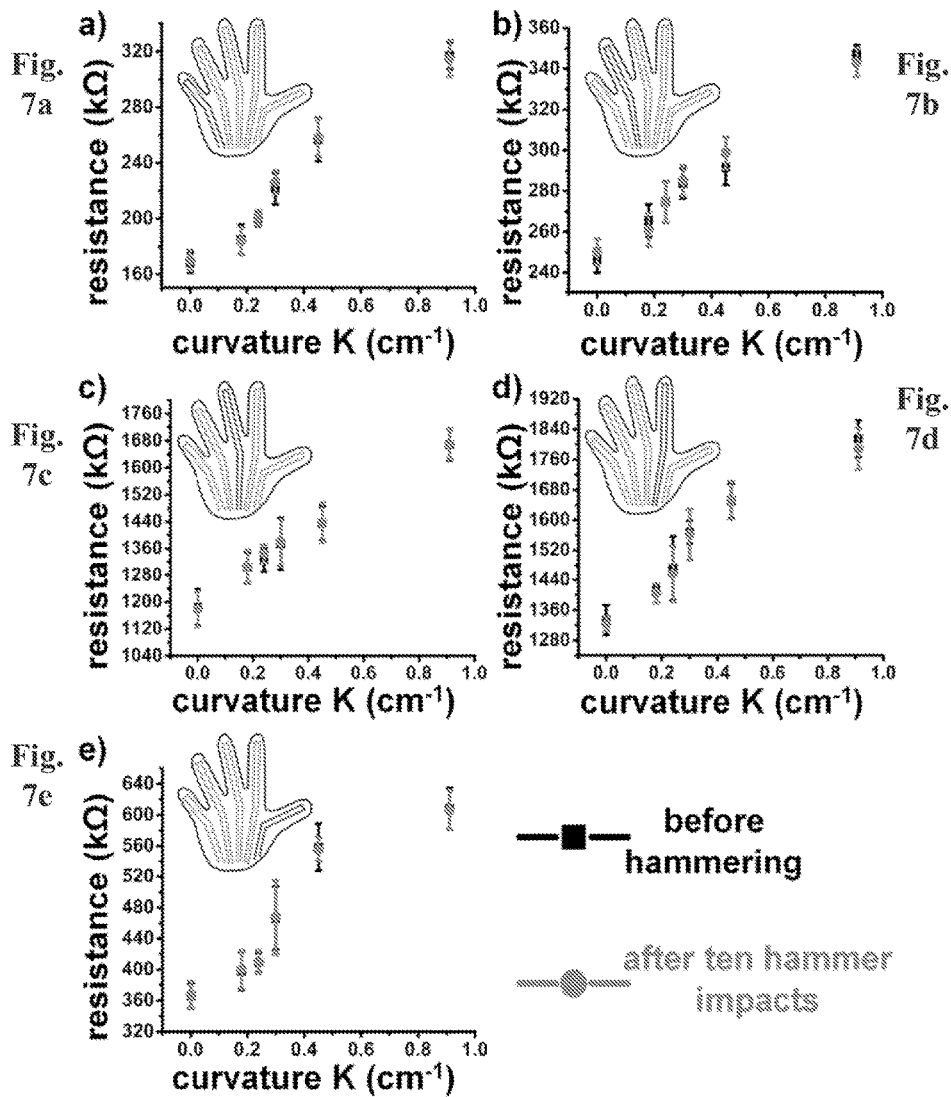 Fig.
7a
a)
resistance (kΩ)
320
280
240
200
160
0.0 0.2 0.4 0.6 0.8 1.0
curvature K (cm⁻¹)
b)
Fig.
7b
resistance (kΩ)
360
340
320
300
280
260
240
0.0 0.2 0.4 0.6 0.8 1.0
curvature K (cm⁻¹)
Fig.
7c
c)
resistance (kΩ)
1760
1680
1600
1520
1440
1360
1280
1200
1120
1040
0.0 0.2 0.4 0.6 0.8 1.0
curvature K (cm⁻¹)
d)
Fig.
7d
resistance (kΩ)
1920
1840
1760
1680
1600
1520
1440
1360
1280
0.0 0.2 0.4 0.6 0.8 1.0
curvature K (cm⁻¹)
Fig.
7e
e)
resistance (kΩ)
640
600
560
520
480
440
400
360
320
0.0 0.2 0.4 0.6 0.8 1.0
curvature K (cm⁻¹)
before
hammering
after ten hammer
impacts